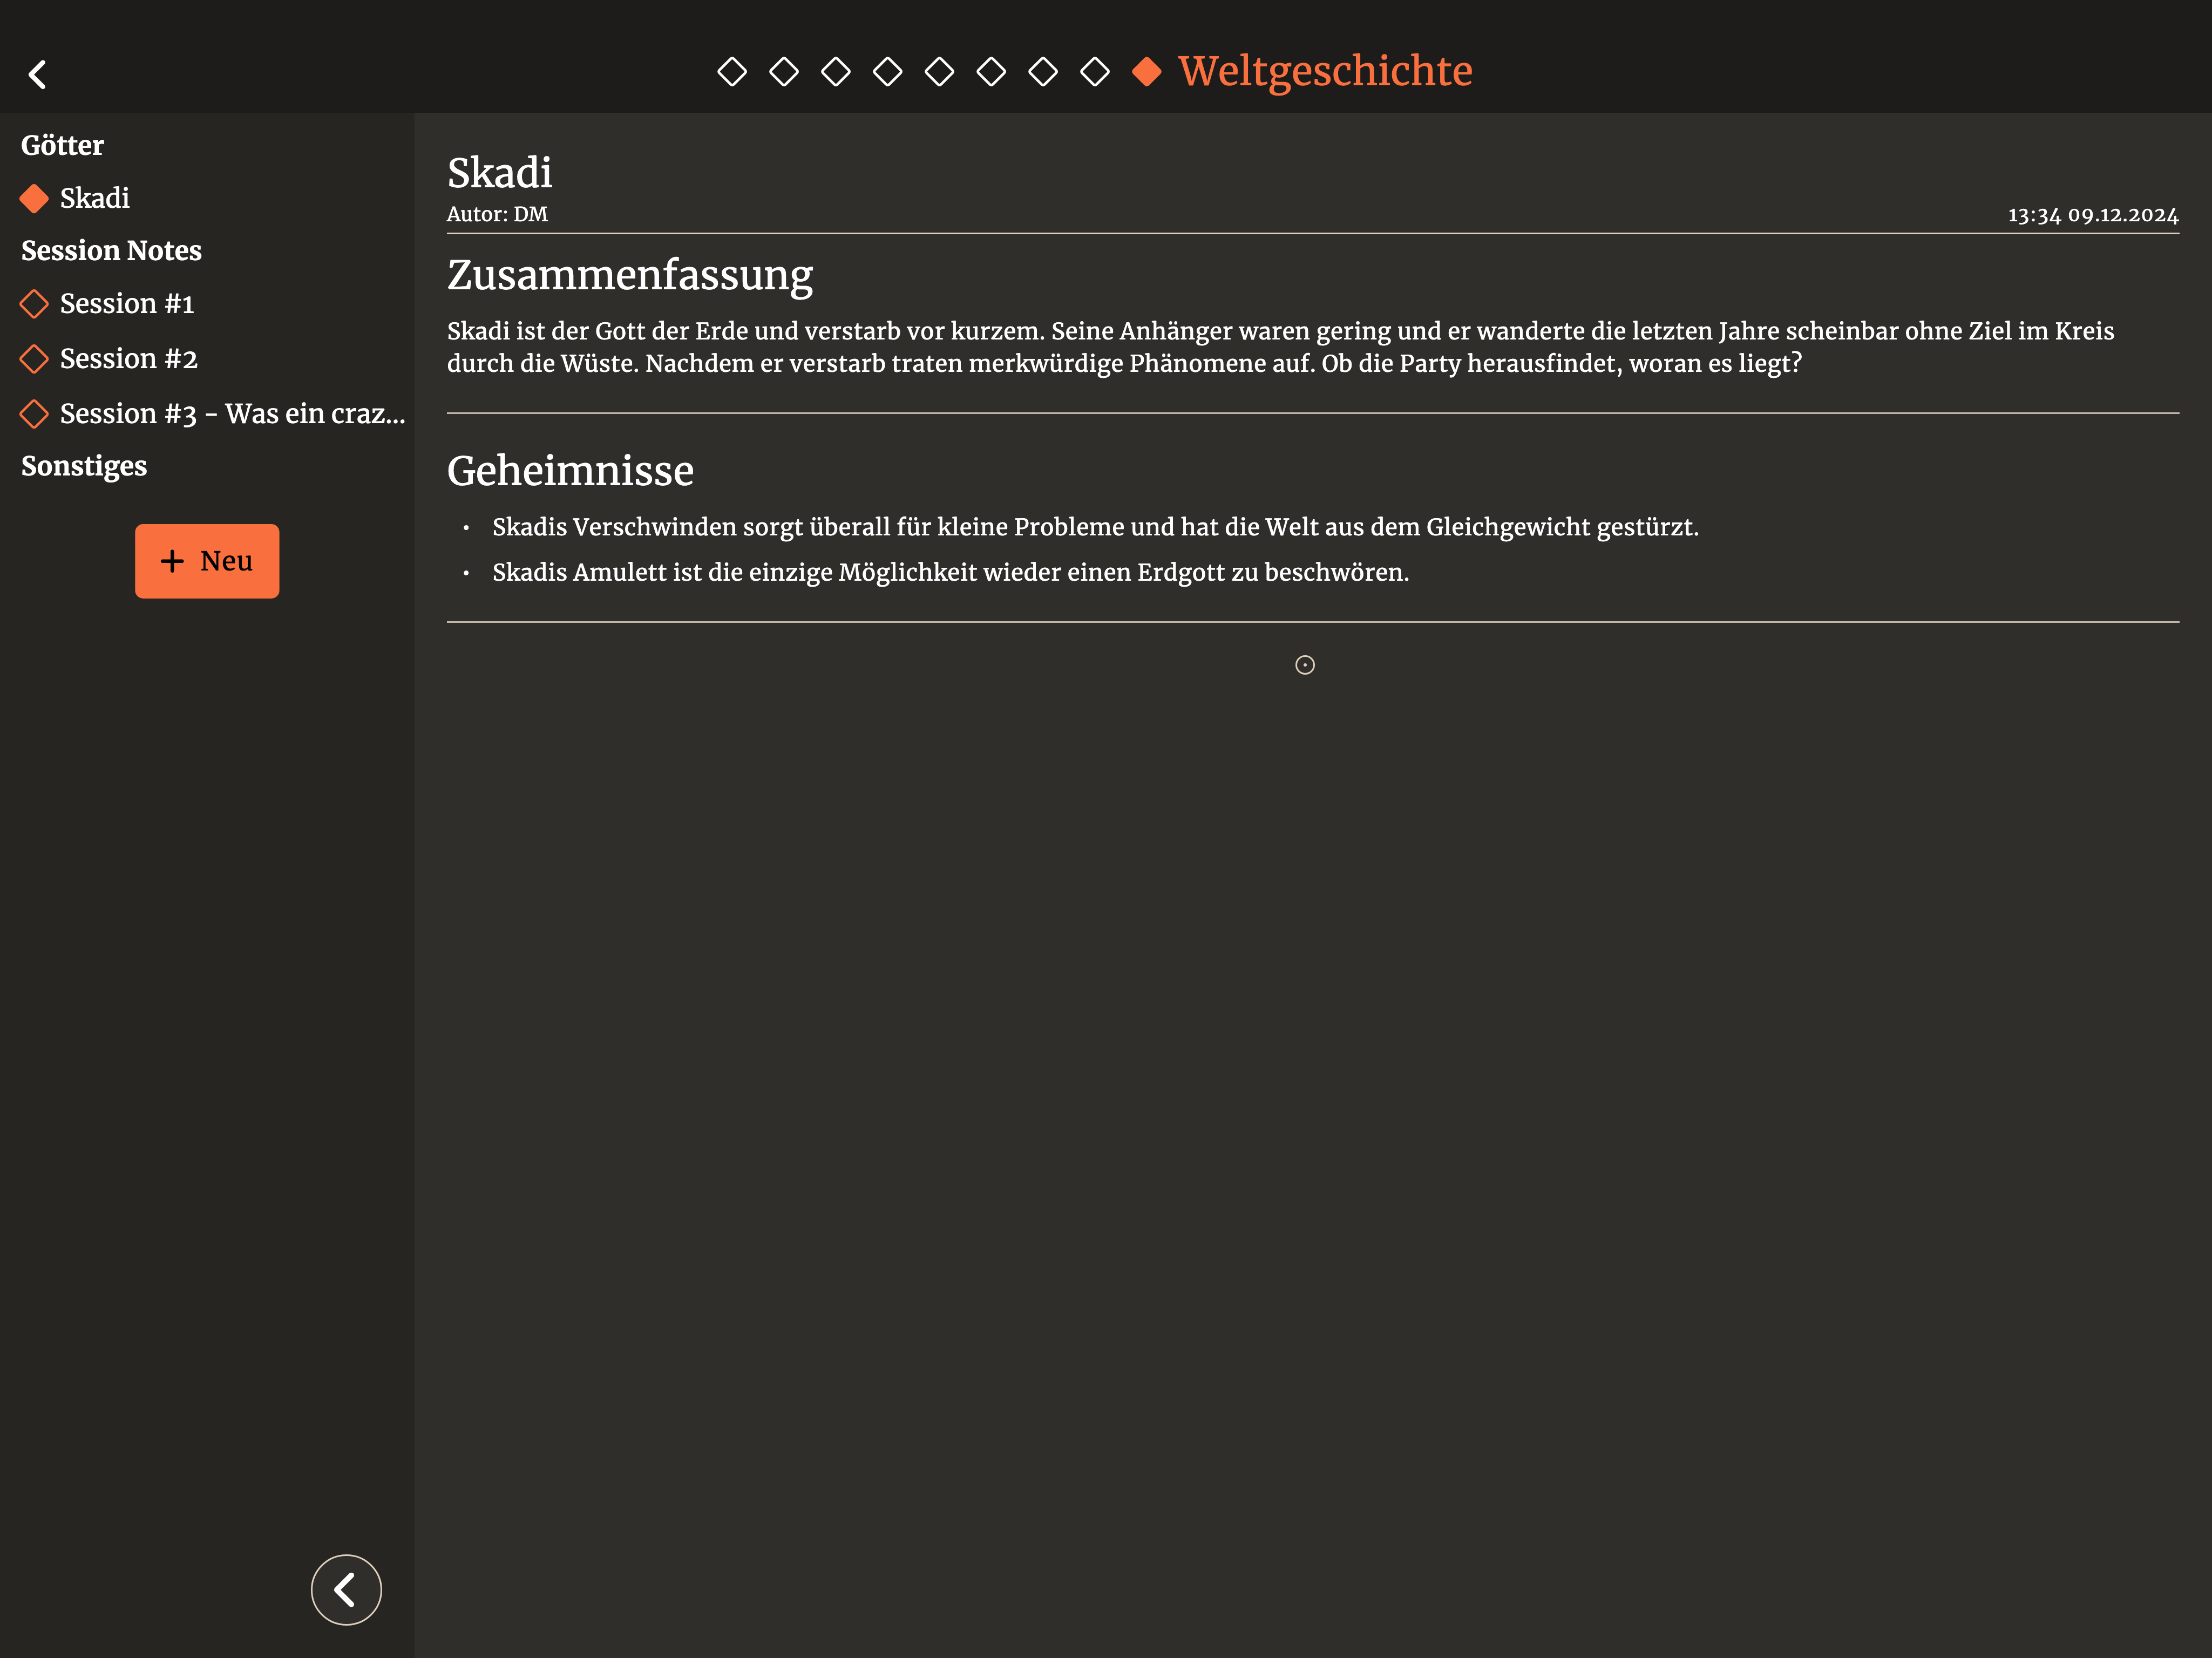 Weltgeschichte
Götter
Skadi
Session Notes
Session #1
Session #2
Session #3 - Was ein craz...
Sonstiges
+ Neu
Skadi
Autor: DM
13:34 09.12.2024
Zusammenfassung
Skadi ist der Gott der Erde und verstarb vor kurzem. Seine Anhänger waren gering und er wanderte die letzten Jahre scheinbar ohne Ziel im Kreis
durch die Wüste. Nachdem er verstarb traten merkwürdige Phänomene auf. Ob die Party herausfindet, woran es liegt?
Geheimnisse
• Skadis Verschwinden sorgt überall für kleine Probleme und hat die Welt aus dem Gleichgewicht gestürzt.
• Skadis Amulett ist die einzige Möglichkeit wieder einen Erdgott zu beschwören.